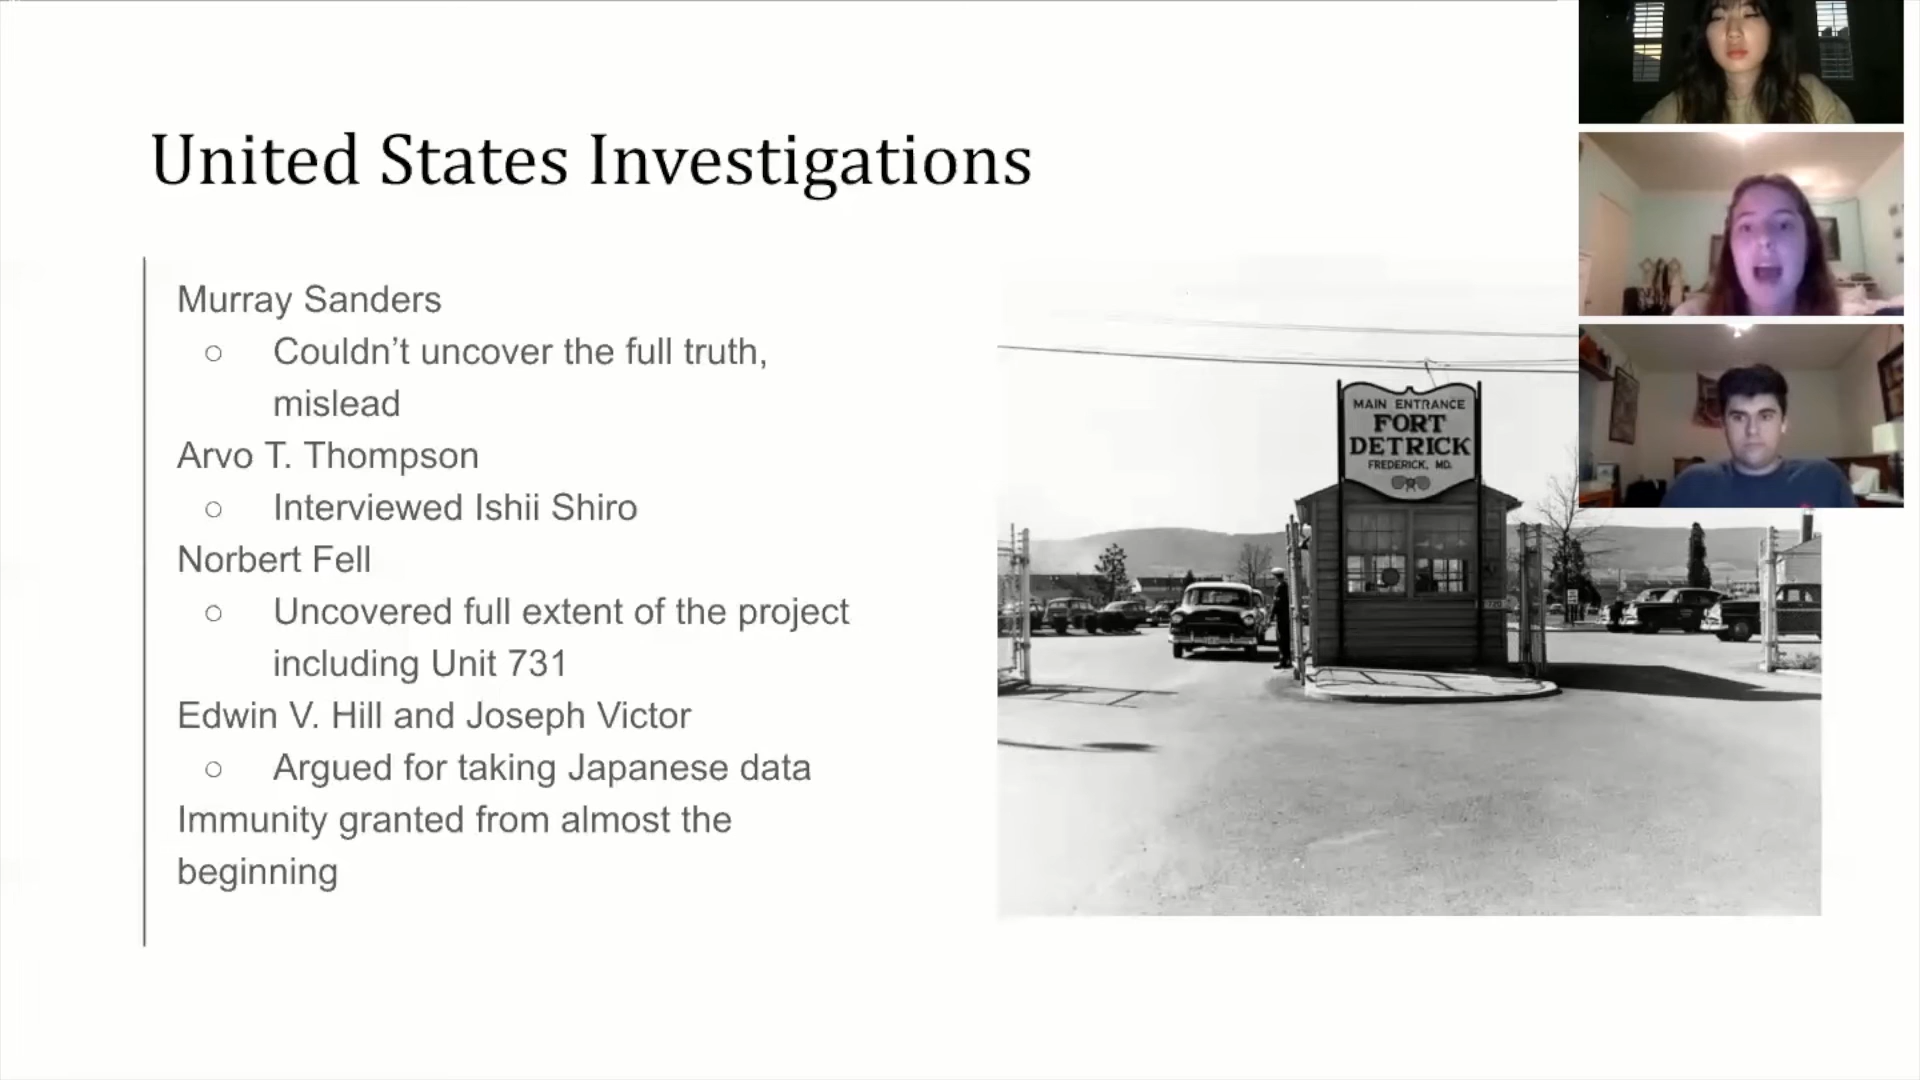 United States Investigations
Murray Sanders
○ Couldn’t uncover the full truth,
mislead
Arvo T. Thompson
○ Interviewed Ishii Shiro
Norbert Fell
○ Uncovered full extent of the project
including Unit 731
Edwin V. Hill and Joseph Victor
○ Argued for taking Japanese data
Immunity granted from almost the
beginning
MAIN ENTRANCE
FORT
DETRICK
FREDERICK, MD.